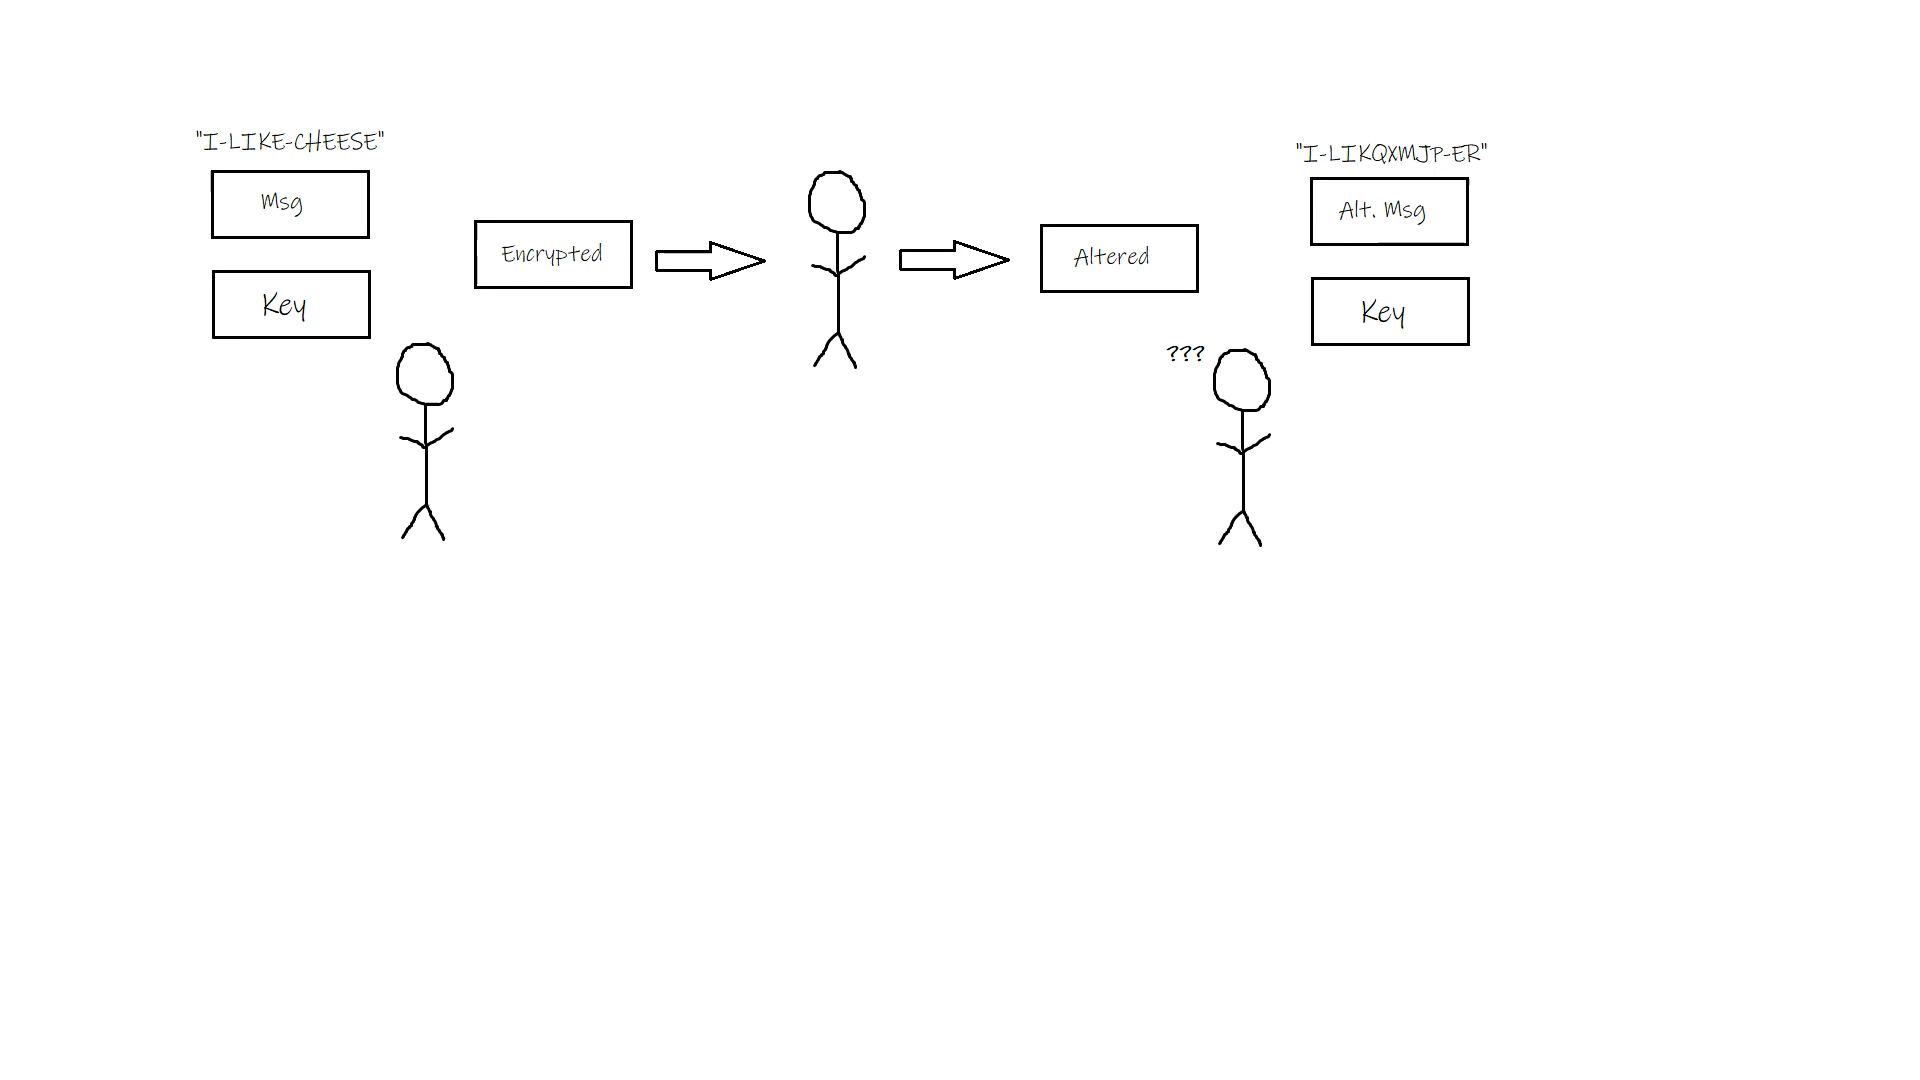 "I-LIKE-CHEESE"
Msg
Key
Encrypted
Altered
???
"I-LIKQXMJP-ER"
Alt. Msg
Key